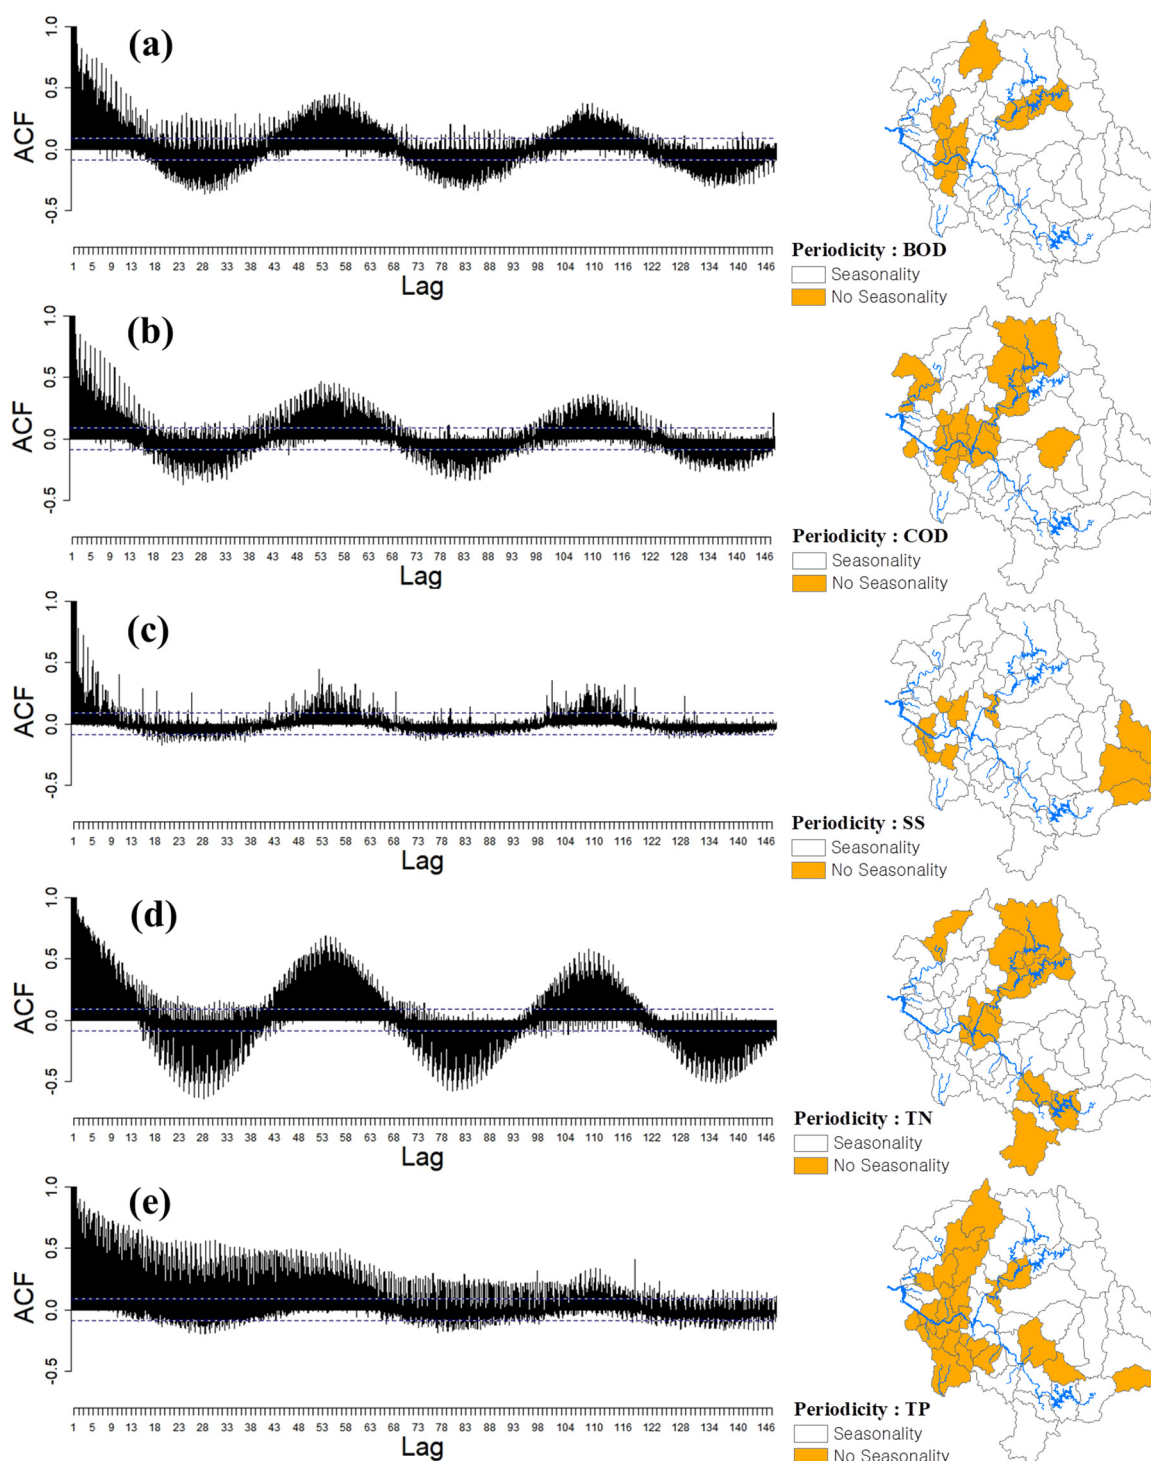 (a)
ACF
1.0
0.5
0.0
-0.5
1 5 9 13 18 23 28 33 38 43 48 53 58 63 68 73 78 83 88 93 98 104 110 116 122 128 134 140 146
Lag
Periodicity : BOD
Seasonality
No Seasonality
(b)
ACF
1.0
0.5
0.0
-0.5
1 5 9 13 18 23 28 33 38 43 48 53 58 63 68 73 78 83 88 93 98 104 110 116 122 128 134 140 146
Lag
Periodicity : COD
Seasonality
No Seasonality
(c)
ACF
1.0
0.5
0.0
-0.5
1 5 9 13 18 23 28 33 38 43 48 53 58 63 68 73 78 83 88 93 98 104 110 116 122 128 134 140 146
Lag
Periodicity : SS
Seasonality
No Seasonality
(d)
ACF
1.0
0.5
0.0
-0.5
1 5 9 13 18 23 28 33 38 43 48 53 58 63 68 73 78 83 88 93 98 104 110 116 122 128 134 140 146
Lag
Periodicity : TN
Seasonality
No Seasonality
(e)
ACF
1.0
0.5
0.0
-0.5
1 5 9 13 18 23 28 33 38 43 48 53 58 63 68 73 78 83 88 93 98 104 110 116 122 128 134 140 146
Lag
Periodicity : TP
Seasonality
No Seasonality